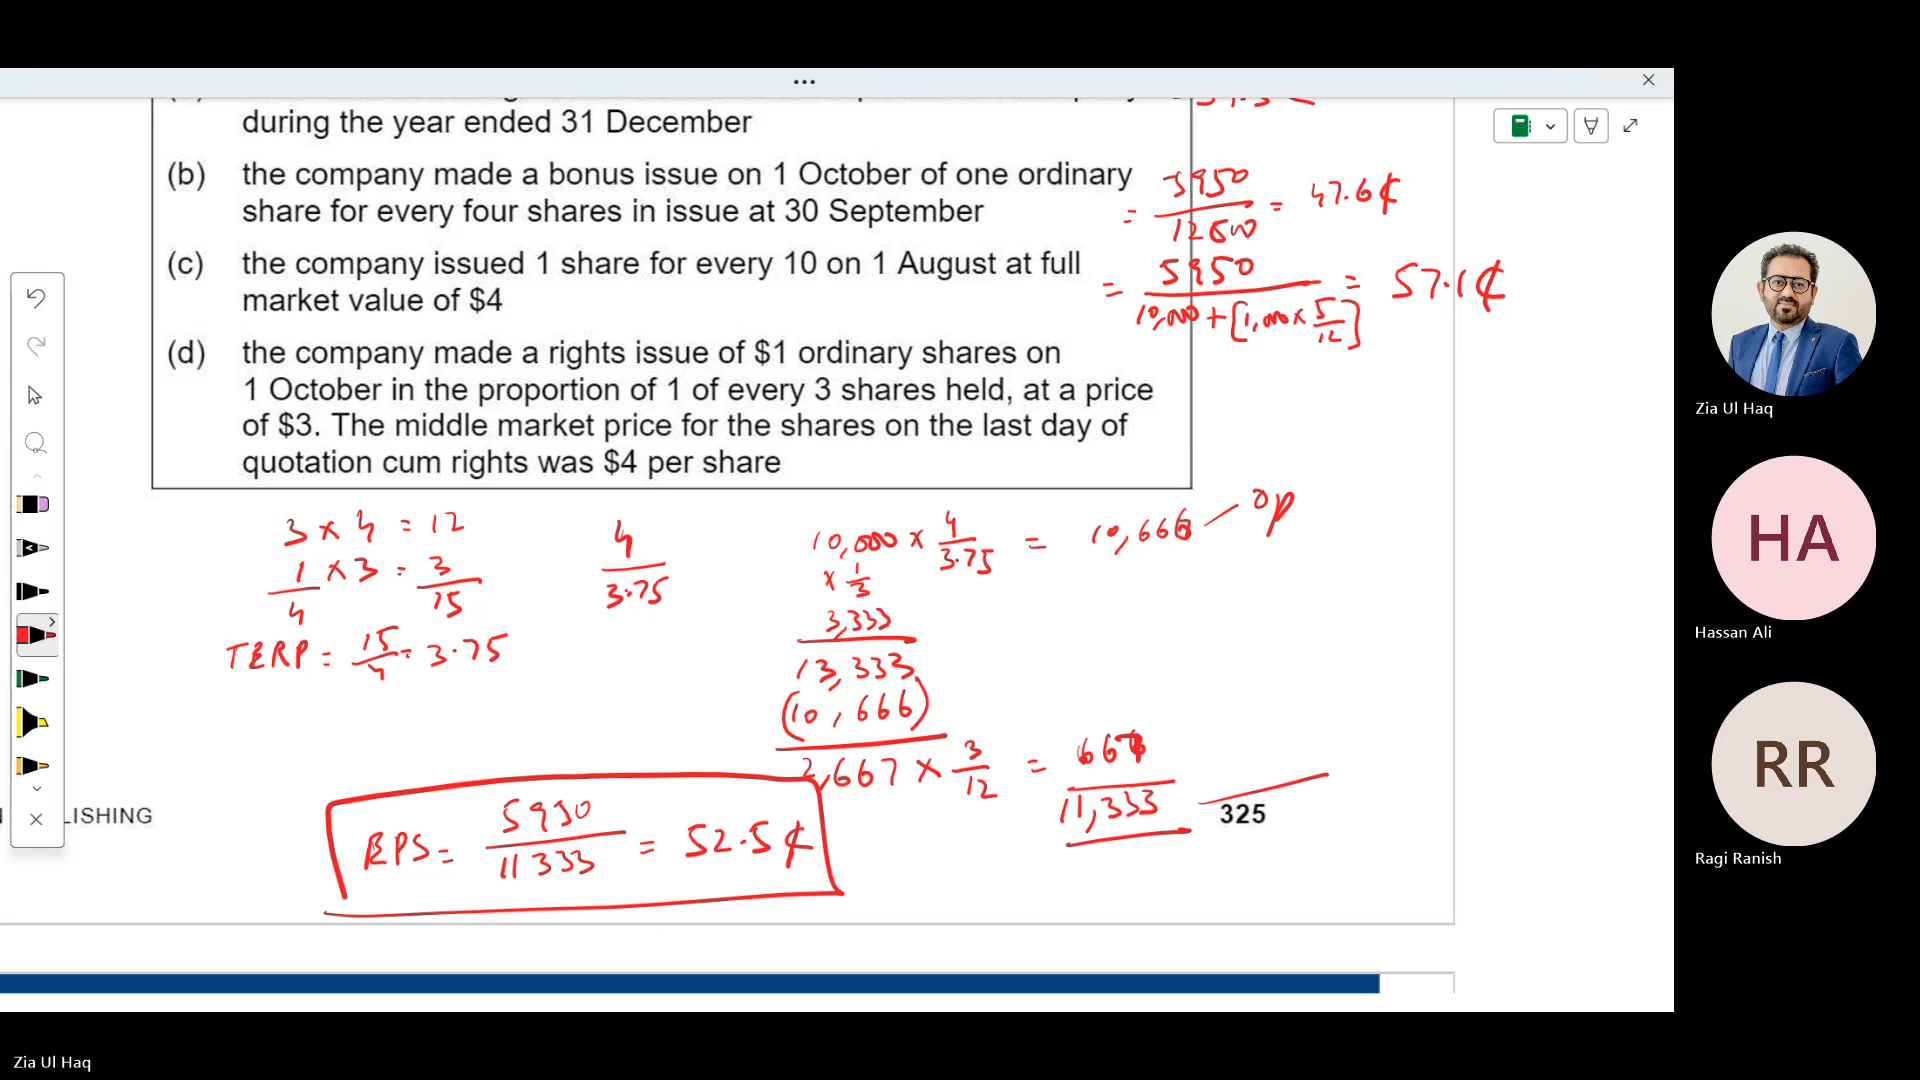 during the year ended 31 December
(b) the company made a bonus issue on 1 October of one ordinary
share for every four shares in issue at 30 September
= 5950 / 12500 = 47.6¢
(c) the company issued 1 share for every 10 on 1 August at full
market value of $4
= 5950 / 10,000 + [1,000 x 5/12] = 57.1¢
(d) the company made a rights issue of $1 ordinary shares on
1 October in the proportion of 1 of every 3 shares held, at a price
of $3. The middle market price for the shares on the last day of
quotation cum rights was $4 per share
3 x 4 = 12
1 x 3 = 3
4 15
TERP = 15/4 = 3.75
4/3.75
10,000 x 4/3.75 = 10,666 op
x 1/3
3,333
13,333
(10,666)
2,667 x 3/12 = 667
11,333
EPS = 5950 / 11333 = 52.5¢
LISHING
325
Zia Ul Haq
HA
Hassan Ali
RR
Ragi Ranish
Zia Ul Haq